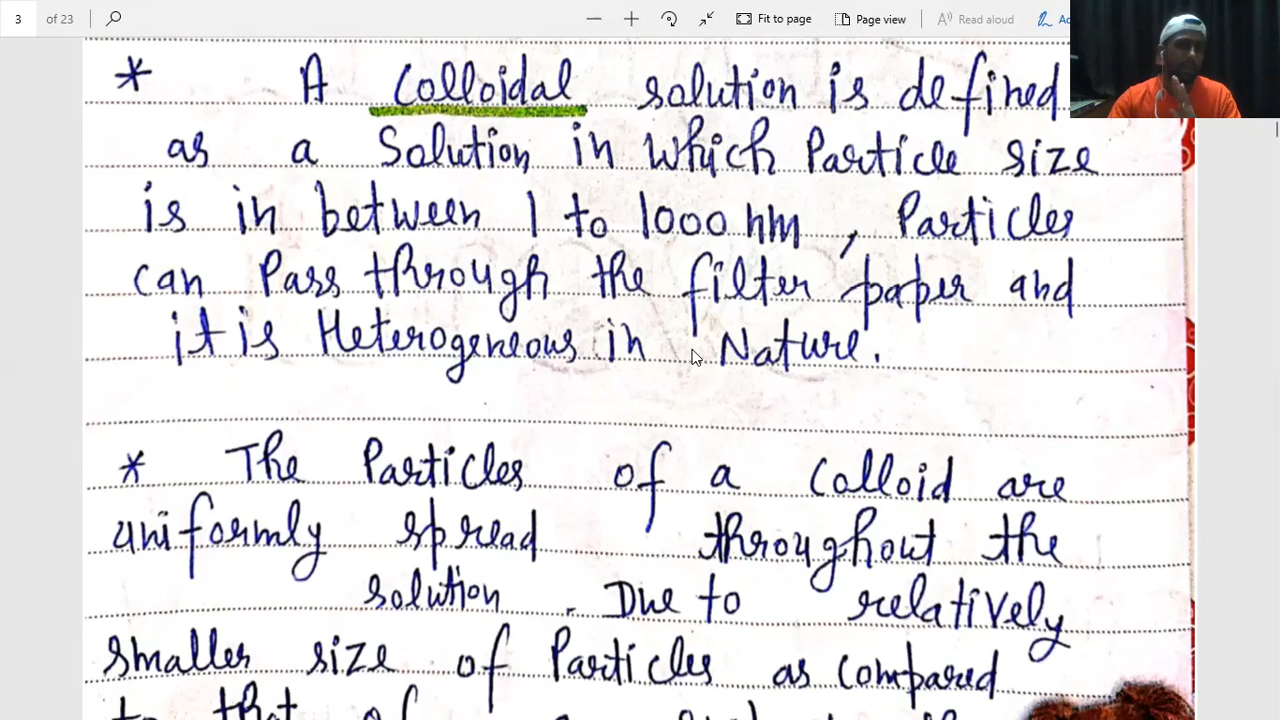 3 of 23 Fit to page Page view Read aloud
* A Colloidal solution is defined
as a Solution in which Particle size
is in between 1 to 1000 nm, Particles
can Pass through the filter paper and
it is Heterogeneous in Nature.
* The Particles of a Colloid are
uniformly spread throughout the
solution. Due to relatively
smaller size of Particles as compared
to that of